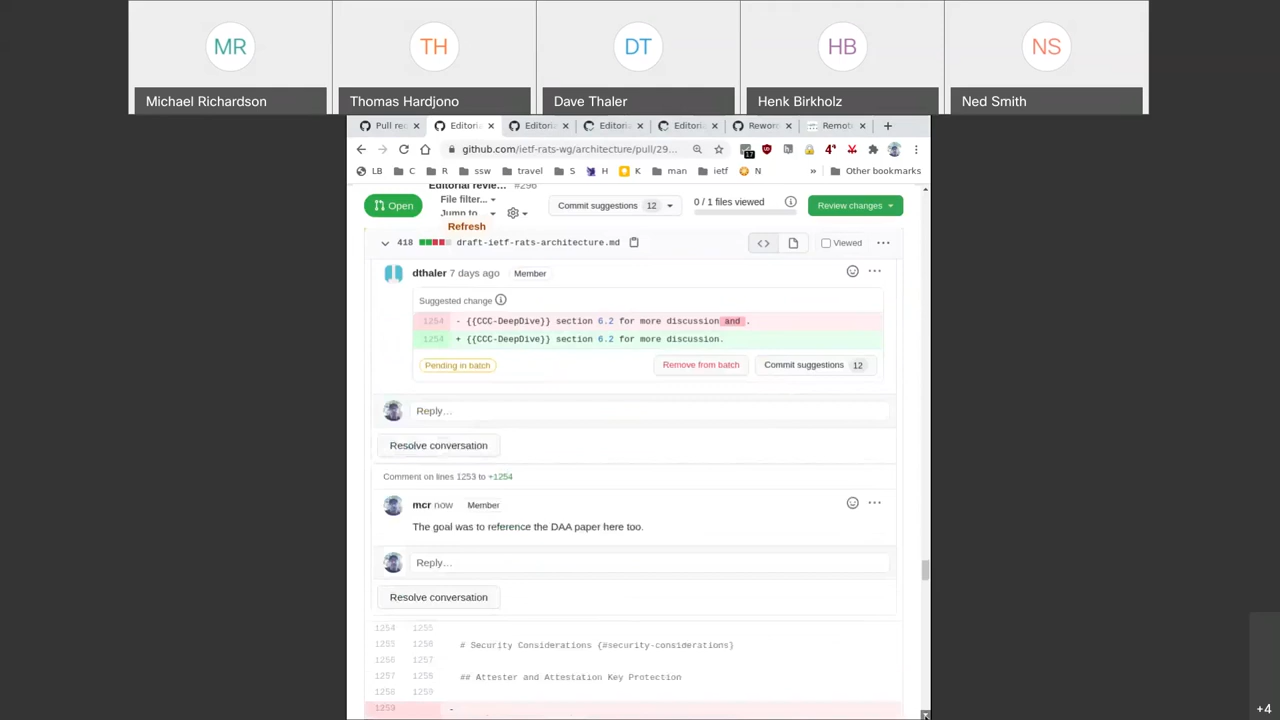 MR
TH
DT
HB
NS
Michael Richardson
Thomas Hardjono
Dave Thaler
Henk Birkholz
Ned Smith
Pull re
Editoria
Editoria
Editoria
Editoria
Rewor
Remoti
github.com/ietf-rats-wg/architecture/pull/29...
17
LB
C
R
ssw
travel
S
H
K
man
ietf
N
»
Other bookmarks
Editorial revie... #296
Open
File filter...
Jump to
Commit suggestions 12
0 / 1 files viewed
Review changes
Refresh
418
draft-ietf-rats-architecture.md
Viewed
dthaler 7 days ago Member
Suggested change
1254 - {{CCC-DeepDive}} section 6.2 for more discussion and .
1254 + {{CCC-DeepDive}} section 6.2 for more discussion.
Pending in batch
Remove from batch
Commit suggestions 12
Reply...
Resolve conversation
Comment on lines 1253 to +1254
mcr now Member
The goal was to reference the DAA paper here too.
Reply...
Resolve conversation
1254 1255
1255 1256 # Security Considerations {#security-considerations}
1256 1257
1257 1258 ## Attester and Attestation Key Protection
1258 1259
1259 -
+4